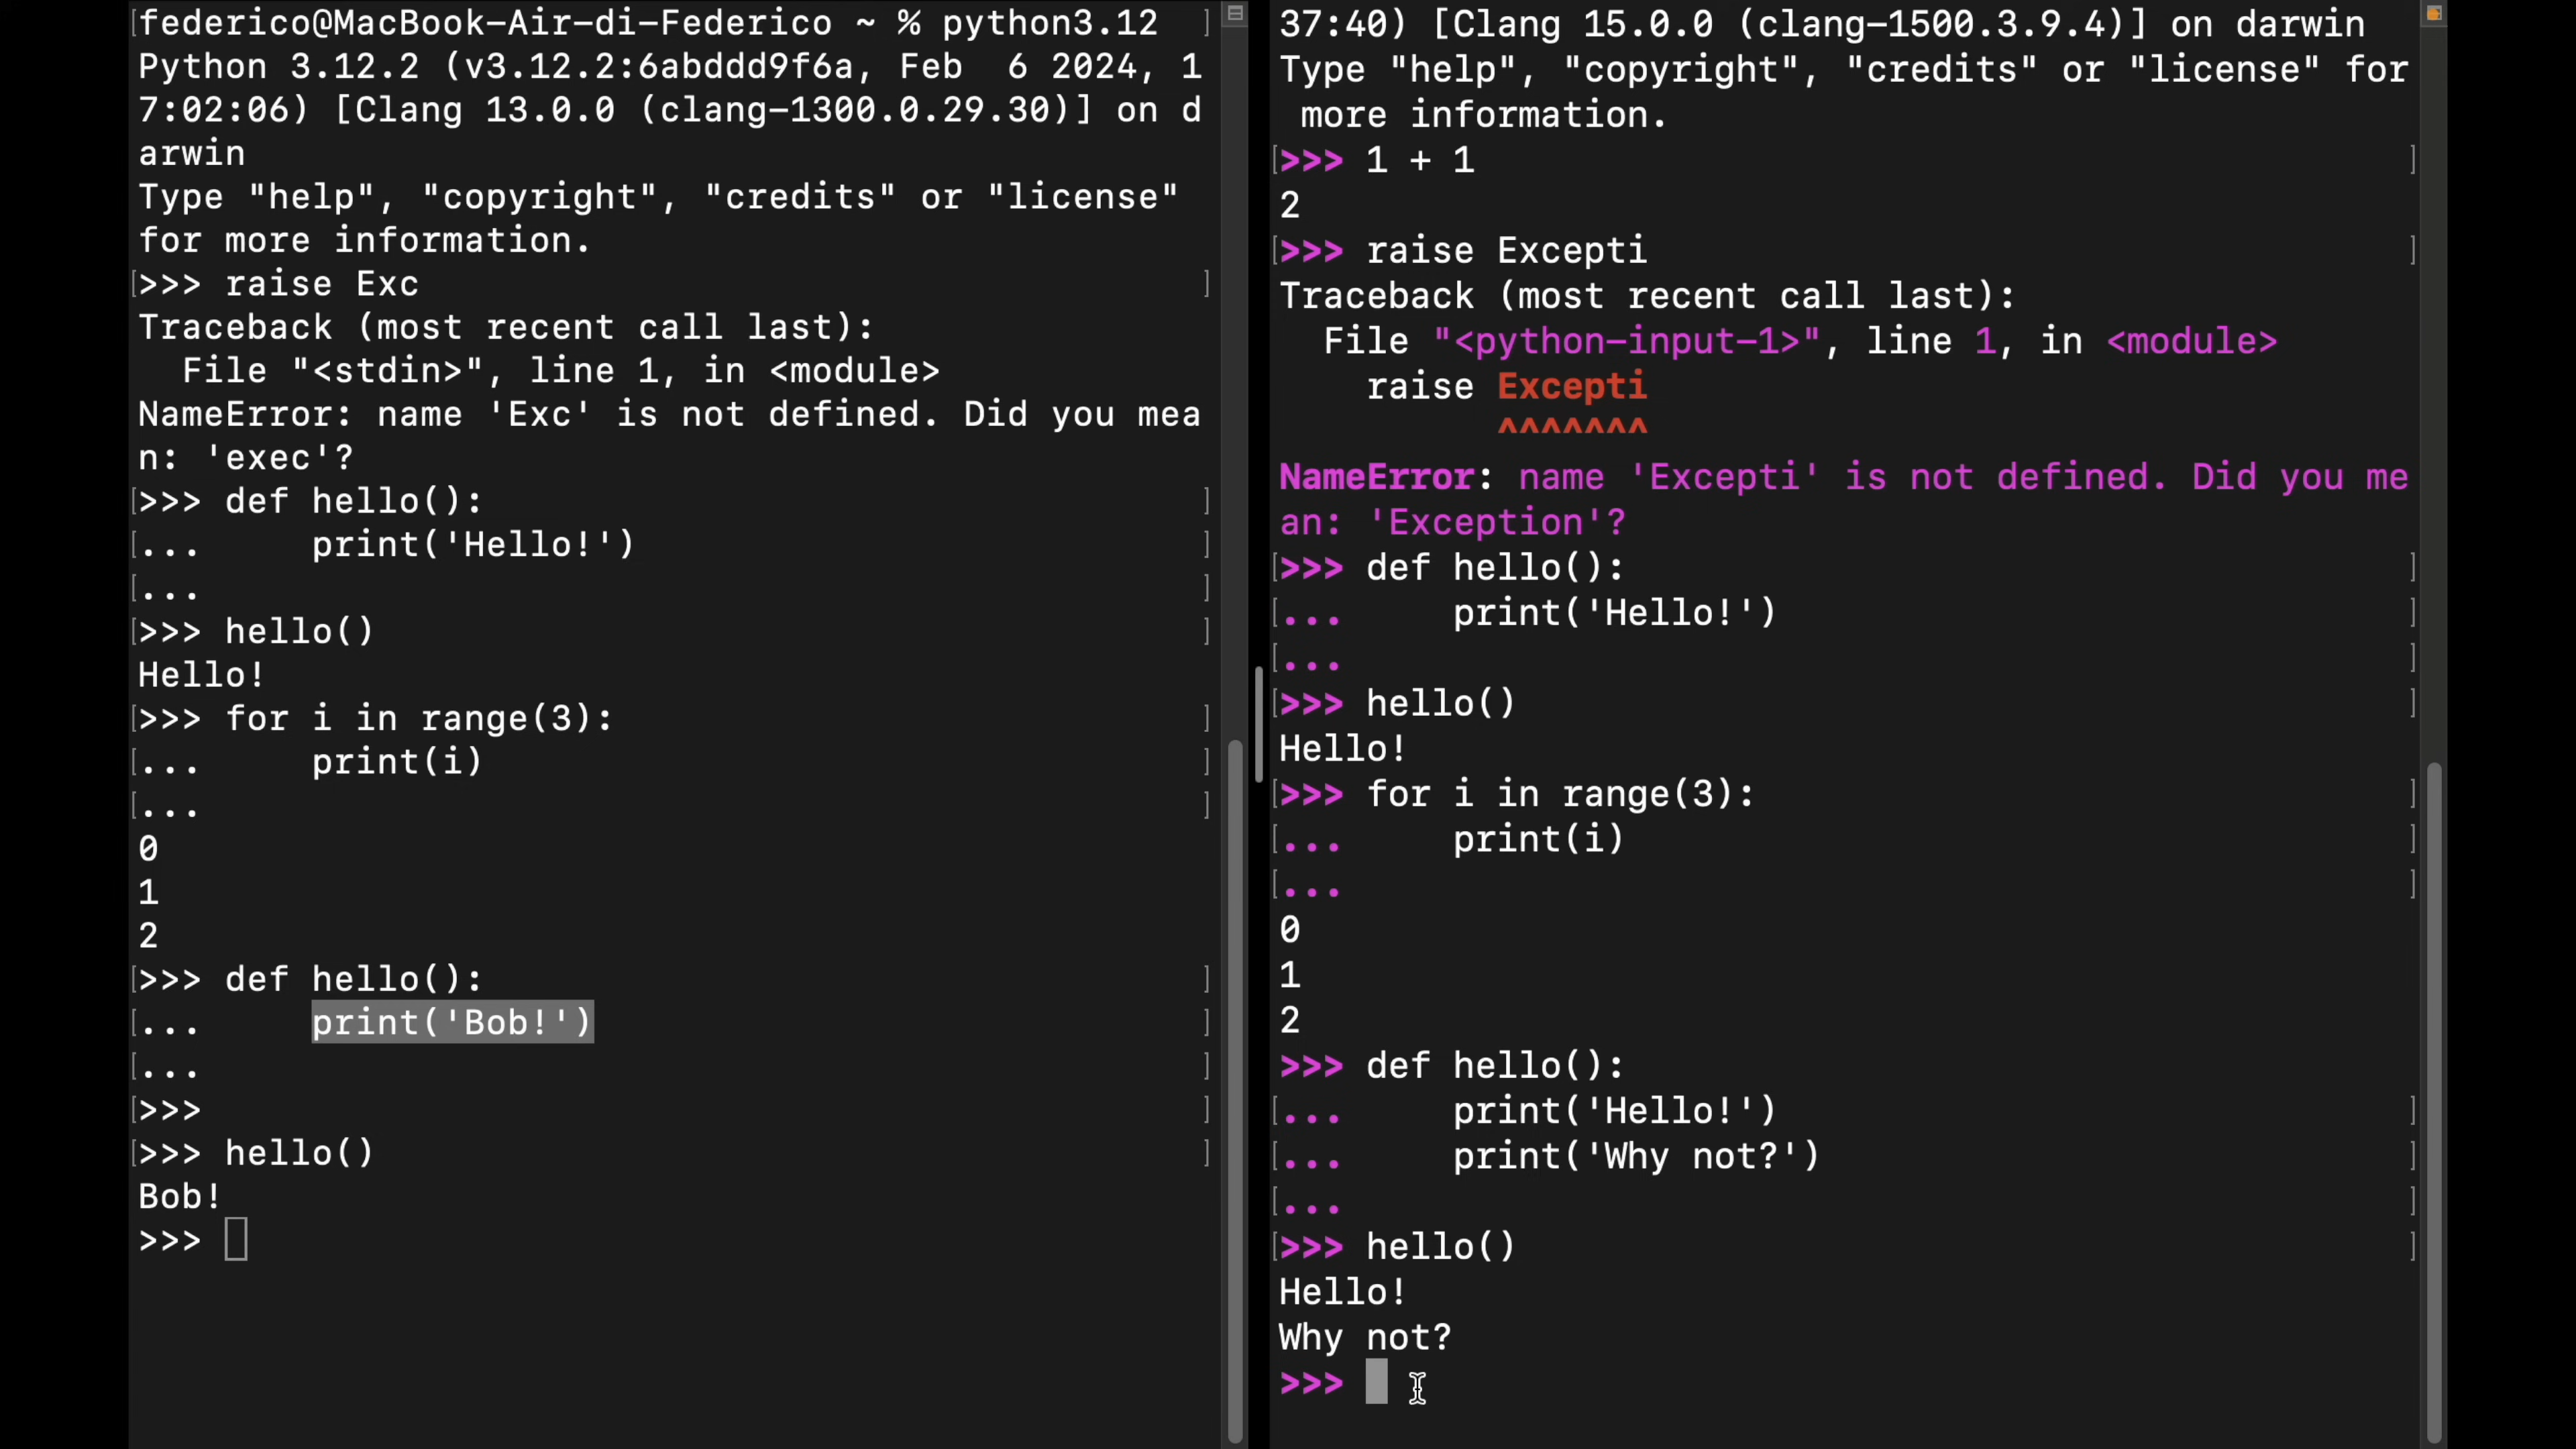 federico@MacBook-Air-di-Federico ~ % python3.12
Python 3.12.2 (v3.12.2:6abddd9f6a, Feb  6 2024, 1
7:02:06) [Clang 13.0.0 (clang-1300.0.29.30)] on d
arwin
Type "help", "copyright", "credits" or "license"
for more information.
>>> raise Exc
Traceback (most recent call last):
  File "<stdin>", line 1, in <module>
NameError: name 'Exc' is not defined. Did you mea
n: 'exec'?
>>> def hello():
...     print('Hello!')
...
>>> hello()
Hello!
>>> for i in range(3):
...     print(i)
...
0
1
2
>>> def hello():
...     print('Bob!')
...
>>>
>>> hello()
Bob!
>>>
37:40) [Clang 15.0.0 (clang-1500.3.9.4)] on darwin
Type "help", "copyright", "credits" or "license" for
 more information.
>>> 1 + 1
2
>>> raise Excepti
Traceback (most recent call last):
  File "<python-input-1>", line 1, in <module>
    raise Excepti
          ^^^^^^^
NameError: name 'Excepti' is not defined. Did you me
an: 'Exception'?
>>> def hello():
...     print('Hello!')
...
>>> hello()
Hello!
>>> for i in range(3):
...     print(i)
...
0
1
2
>>> def hello():
...     print('Hello!')
...     print('Why not?')
...
>>> hello()
Hello!
Why not?
>>>